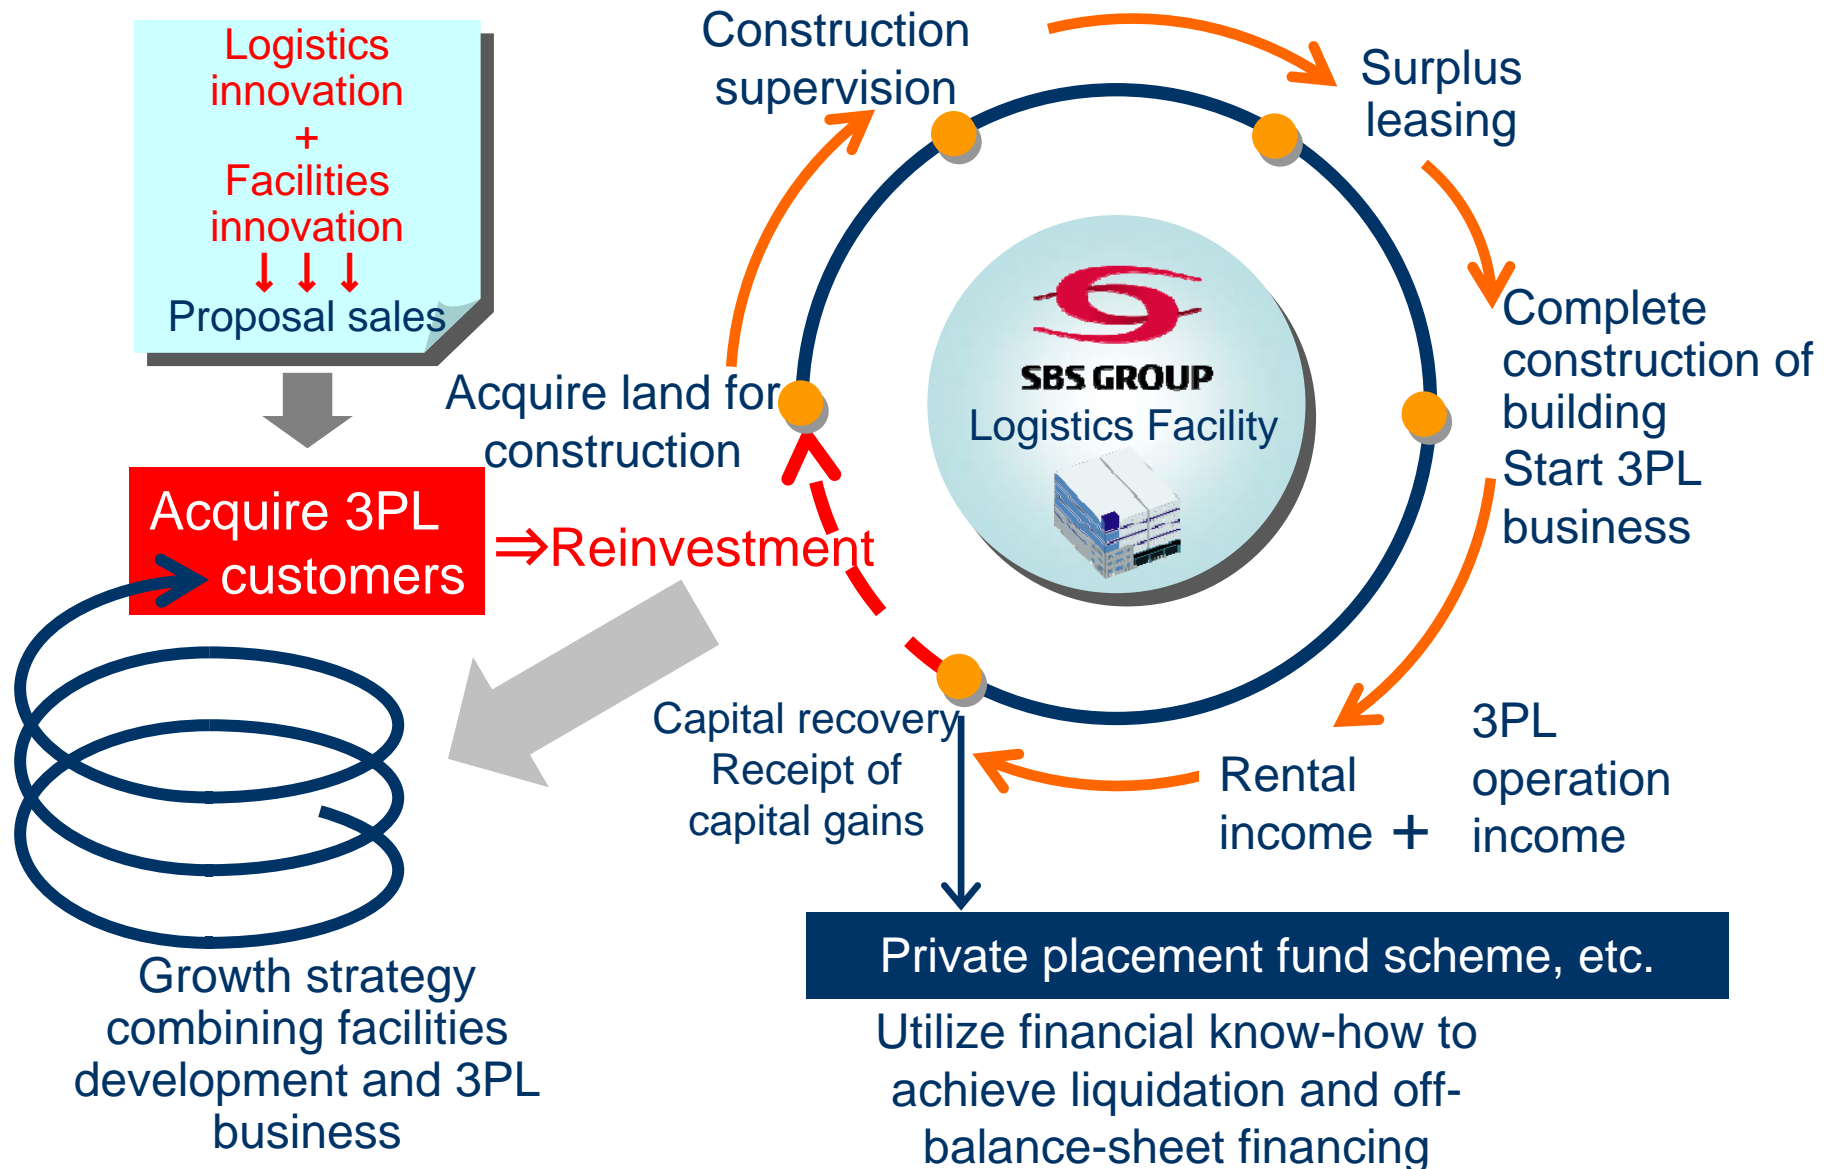 Logistics
innovation
+
Facilities
innovation
↓ ↓ ↓
Proposal sales
Acquire 3PL
customers
⇒Reinvestment
Growth strategy
combining facilities
development and 3PL
business
Acquire land for
construction
Construction
supervision
Surplus
leasing
Complete
construction of
building
Start 3PL
business
SBS GROUP
Logistics Facility
Rental
income +
3PL
operation
income
Capital recovery
Receipt of
capital gains
Private placement fund scheme, etc.
Utilize financial know-how to
achieve liquidation and off-
balance-sheet financing